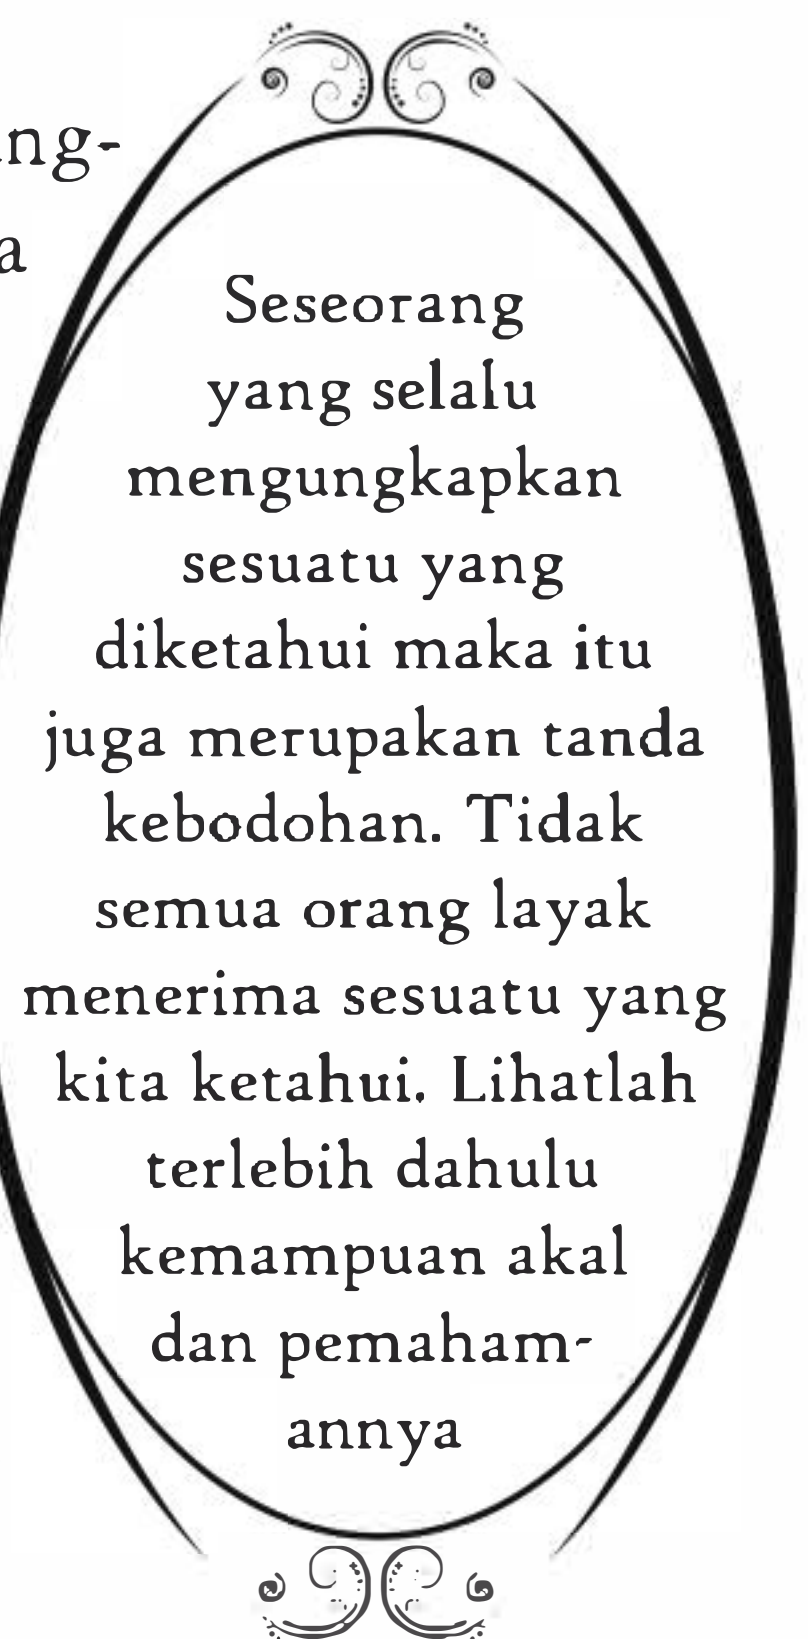 ng-
a
Seseorang
yang selalu
mengungkapkan
sesuatu yang
diketahui maka itu
juga merupakan tanda
kebodohan. Tidak
semua orang layak
menerima sesuatu yang
kita ketahui. Lihatlah
terlebih dahulu
kemampuan akal
dan pemaham-
annya